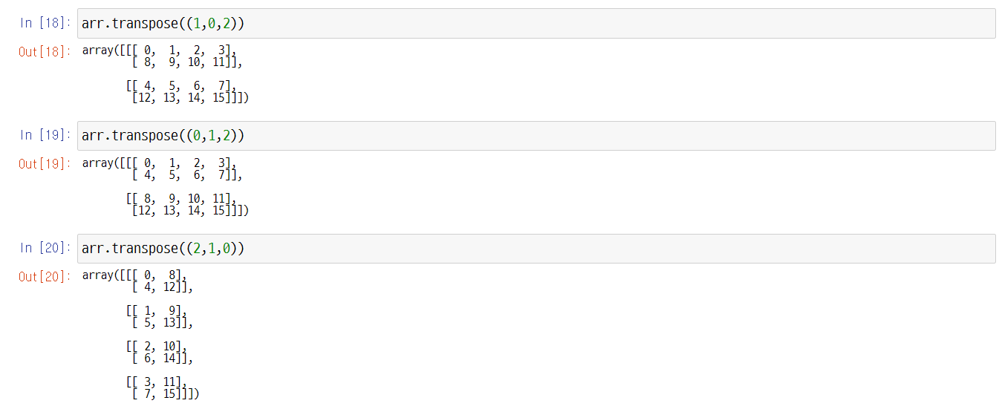 In [18]: arr.transpose((1,0,2))
Out[18]: array([[[ 0,  1,  2,  3],
        [ 8,  9, 10, 11]],
       [[ 4,  5,  6,  7],
        [12, 13, 14, 15]]])
In [19]: arr.transpose((0,1,2))
Out[19]: array([[[ 0,  1,  2,  3],
        [ 4,  5,  6,  7]],
       [[ 8,  9, 10, 11],
        [12, 13, 14, 15]]])
In [20]: arr.transpose((2,1,0))
Out[20]: array([[[ 0,  8],
        [ 4, 12]],
       [[ 1,  9],
        [ 5, 13]],
       [[ 2, 10],
        [ 6, 14]],
       [[ 3, 11],
        [ 7, 15]]])